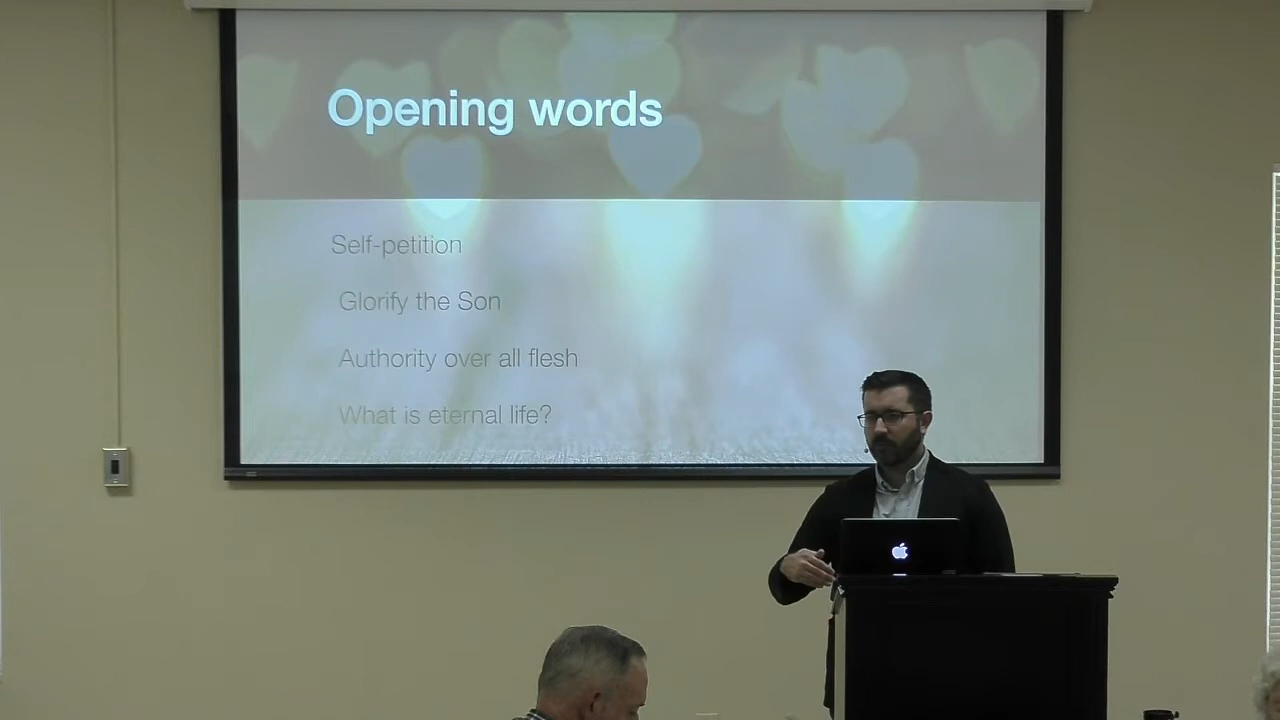 Opening words
Self-petition
Glorify the Son
Authority over all flesh
What is eternal life?